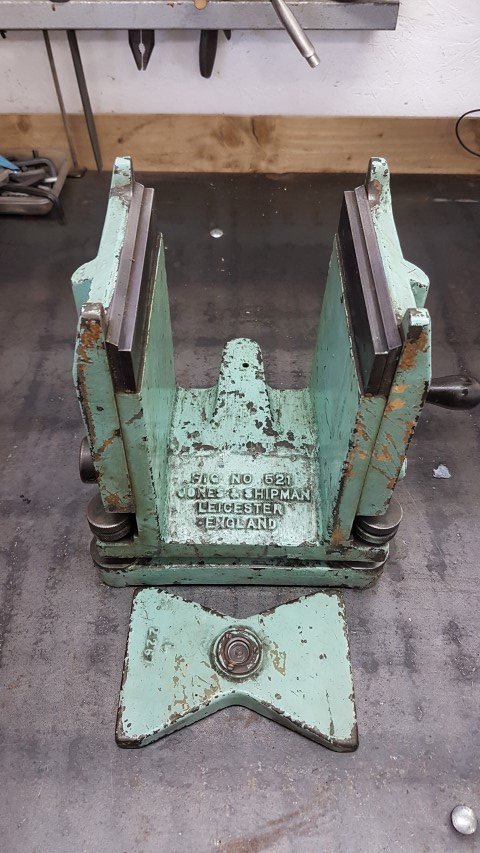 FIG NO 521
JONES & SHIPMAN
LEICESTER
ENGLAND